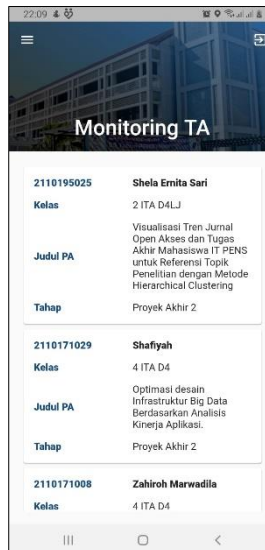 22:09
Monitoring TA
2110195025 Shela Ernita Sari
Kelas 2 ITA D4LJ
Judul PA Visualisasi Tren Jurnal
Open Akses dan Tugas
Akhir Mahasiswa IT PENS
untuk Referensi Topik
Penelitian dengan Metode
Hierarchical Clustering
Tahap Proyek Akhir 2
2110171029 Shafiyah
Kelas 4 ITA D4
Judul PA Optimasi desain
Infrastruktur Big Data
Berdasarkan Analisis
Kinerja Aplikasi.
Tahap Proyek Akhir 2
2110171008 Zahiroh Marwadila
Kelas 4 ITA D4